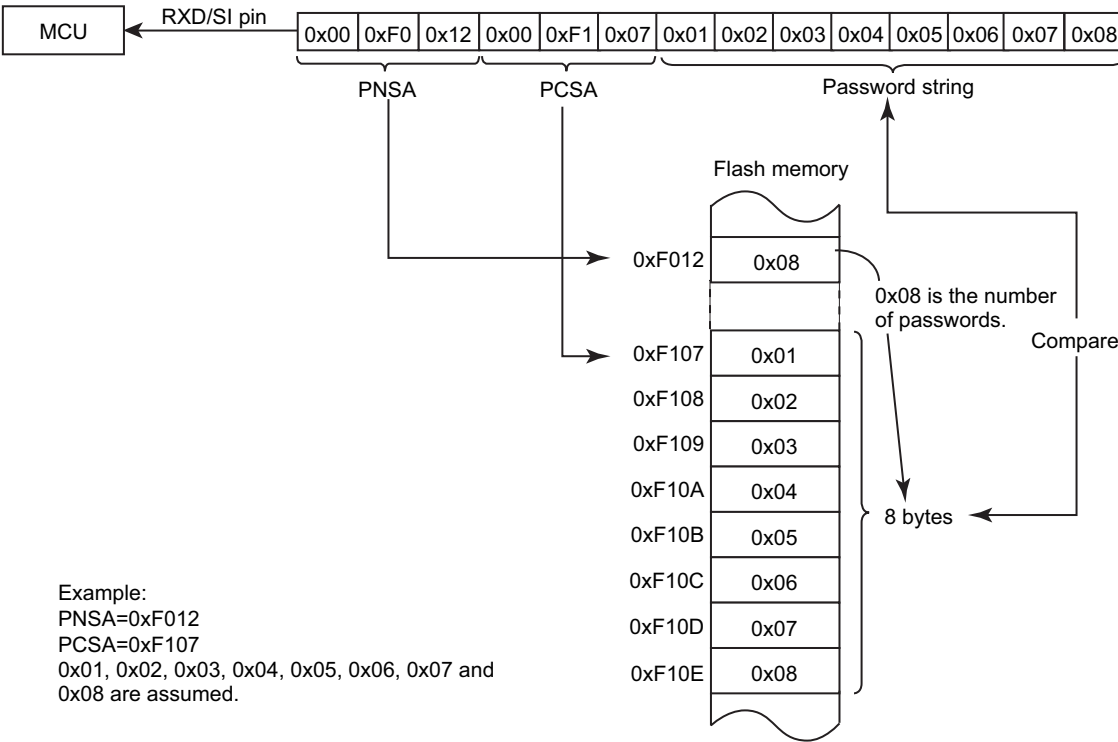 MCU
RXD/SI pin
0x00 0xF0 0x12 0x00 0xF1 0x07 0x01 0x02 0x03 0x04 0x05 0x06 0x07 0x08
PNSA
PCSA
Password string
Flash memory
0xF012 0x08
0x08 is the number
of passwords.
Compare
0xF107 0x01
0xF108 0x02
0xF109 0x03
0xF10A 0x04
0xF10B 0x05
0xF10C 0x06
0xF10D 0x07
0xF10E 0x08
8 bytes
Example:
PNSA=0xF012
PCSA=0xF107
0x01, 0x02, 0x03, 0x04, 0x05, 0x06, 0x07 and
0x08 are assumed.